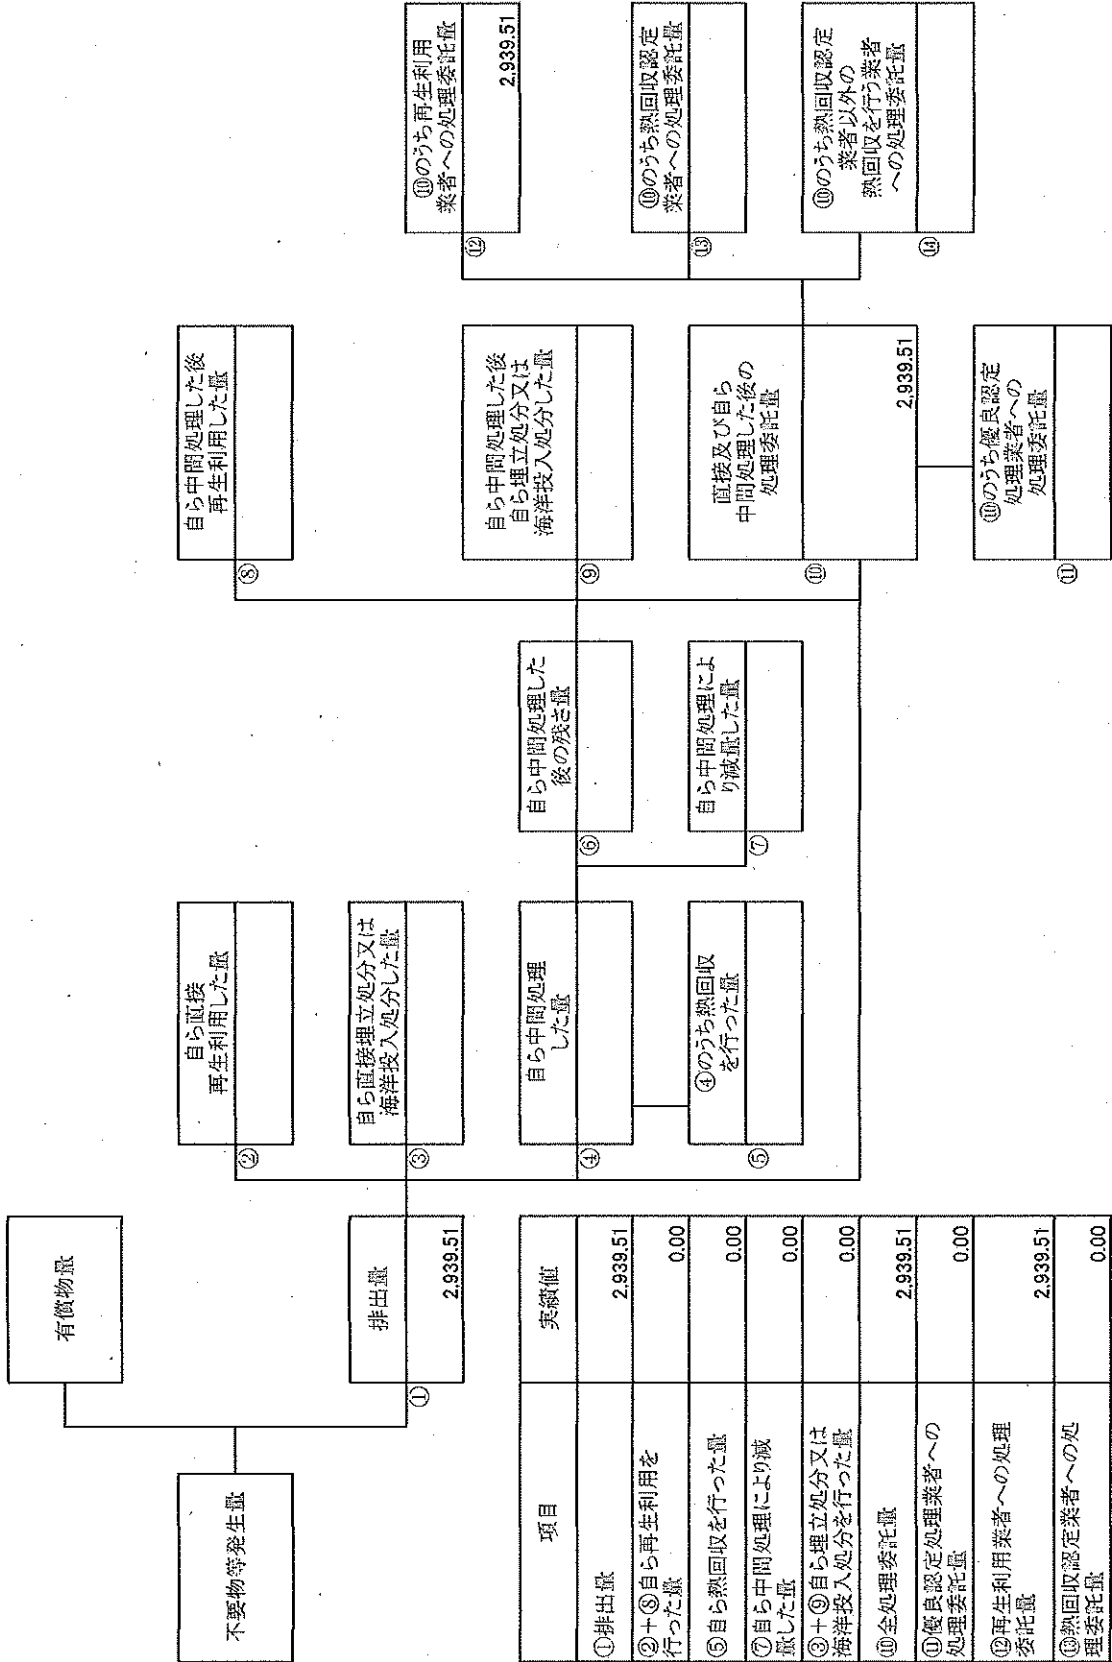 有償物量
不要物等発生量
排出量
①
2,939.51
自ら直接
再生利用した量
②
自ら直接埋立処分又は
海洋投入処分した量
③
自ら中間処理
した量
④
④のうち熱回収
を行った量
⑤
自ら中間処理した
後の残さ量
⑥
自ら中間処理によ
り減量した量
⑦
自ら中間処理した後
再生利用した量
⑧
自ら中間処理した後
自ら埋立処分又は
海洋投入処分した量
⑨
直接及び自ら
中間処理した後の
処理委託量
⑩
2,939.51
⑩のうち優良認定
処理業者への
処理委託量
⑪
⑩のうち再生利用
業者への処理委託量
⑫
2,939.51
⑩のうち熱回収認定
業者への処理委託量
⑬
⑩のうち熱回収認定
業者以外の
熱回収を行う業者
への処理委託量
⑭
項目 実績値
①排出量 2,939.51
②+⑧自ら再生利用を
行った量 0.00
⑤自ら熱回収を行った量 0.00
⑦自ら中間処理により減
量した量 0.00
③+⑨自ら埋立処分又は
海洋投入処分を行った量 0.00
⑩全処理委託量 2,939.51
⑪優良認定処理業者への
処理委託量 0.00
⑫再生利用業者への処理
委託量 2,939.51
⑬熱回収認定業者への処
理委託量 0.00